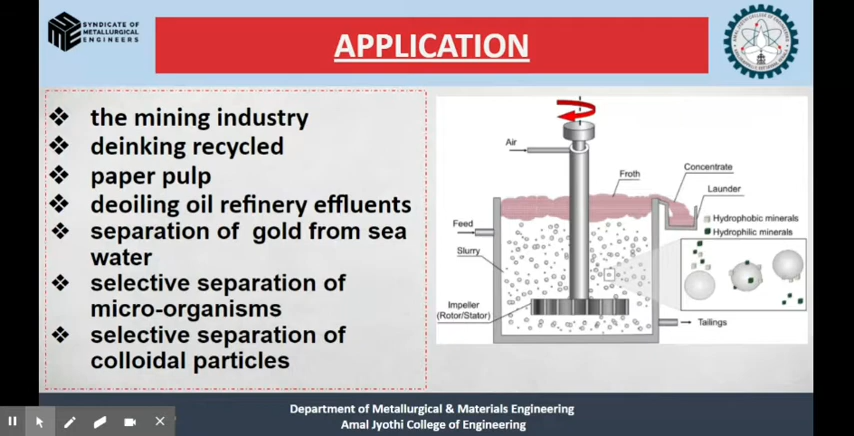 SYNDICATE OF
METALLURGICAL
ENGINEERS
APPLICATION
❖ the mining industry
❖ deinking recycled
❖ paper pulp
❖ deoiling oil refinery effluents
❖ separation of gold from sea
water
❖ selective separation of
micro-organisms
❖ selective separation of
colloidal particles
Air
Froth
Concentrate
Launder
Feed
Slurry
Hydrophobic minerals
Hydrophilic minerals
Impeller
(Rotor/Stator)
Tailings
Department of Metallurgical & Materials Engineering
Amal Jyothi College of Engineering